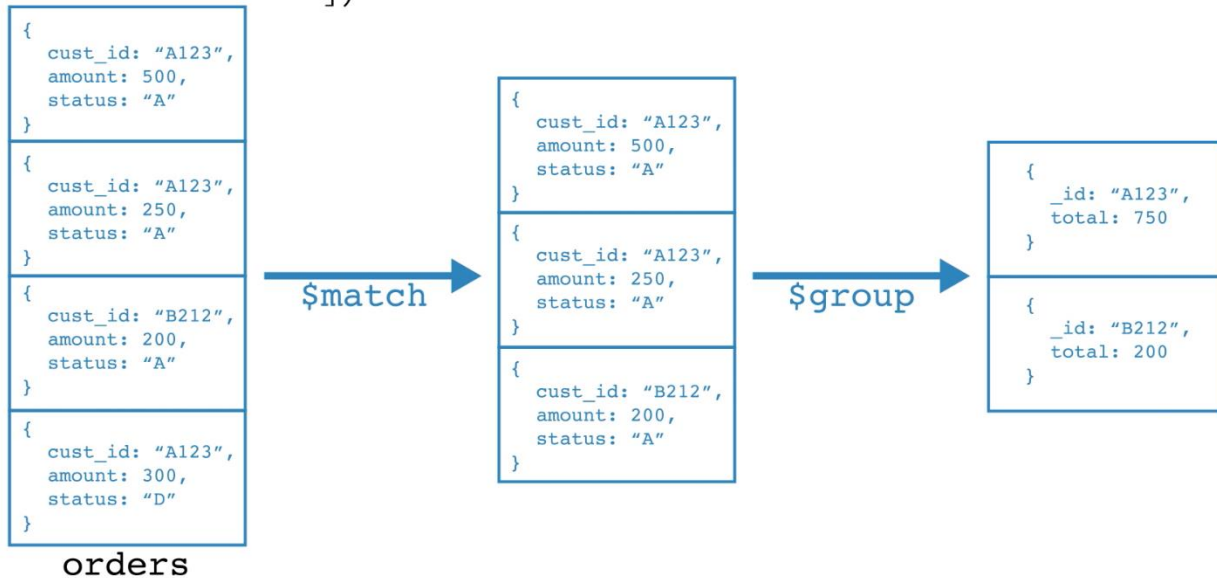 ])
{
cust_id: “A123”,
amount: 500,
status: “A”
}
{
cust_id: “A123”,
amount: 250,
status: “A”
}
{
cust_id: “B212”,
amount: 200,
status: “A”
}
{
cust_id: “A123”,
amount: 300,
status: “D”
}
orders
$match
{
cust_id: “A123”,
amount: 500,
status: “A”
}
{
cust_id: “A123”,
amount: 250,
status: “A”
}
{
cust_id: “B212”,
amount: 200,
status: “A”
}
$group
{
_id: “A123”,
total: 750
}
{
_id: “B212”,
total: 200
}